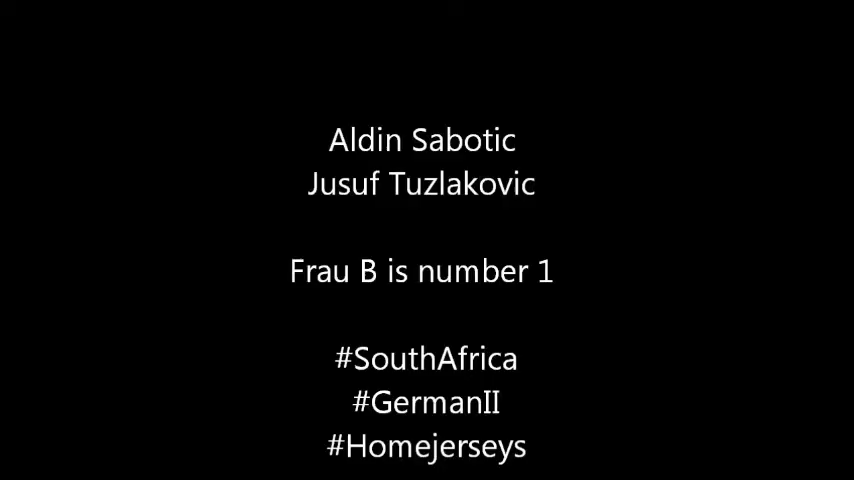 Aldin Sabotic
Jusuf Tuzlakovic
Frau B is number 1
#SouthAfrica
#GermanII
#Homejerseys